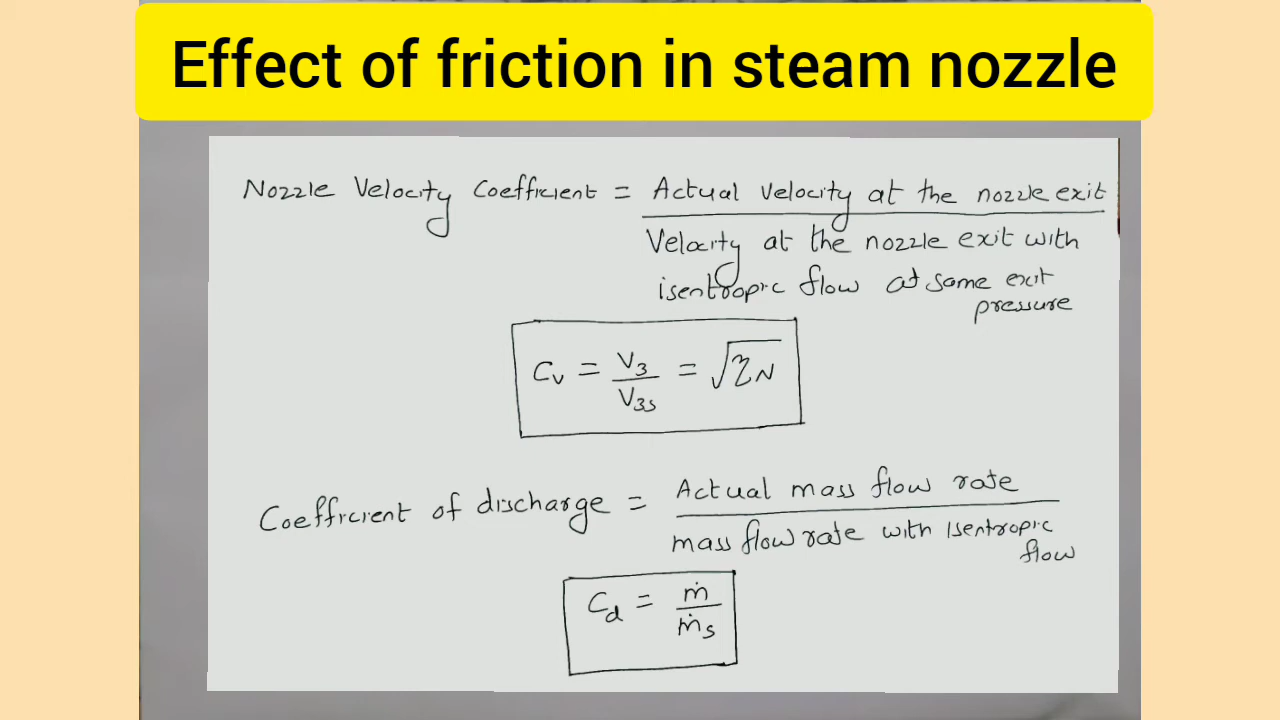 Effect of friction in steam nozzle
Nozzle Velocity Coefficient = Actual velocity at the nozzle exit
Velocity at the nozzle exit with
isentropic flow at same exit
pressure
Cv = V3 / V3s = √ηN
Coefficient of discharge = Actual mass flow rate
mass flow rate with isentropic
flow
Cd = ṁ / ṁs